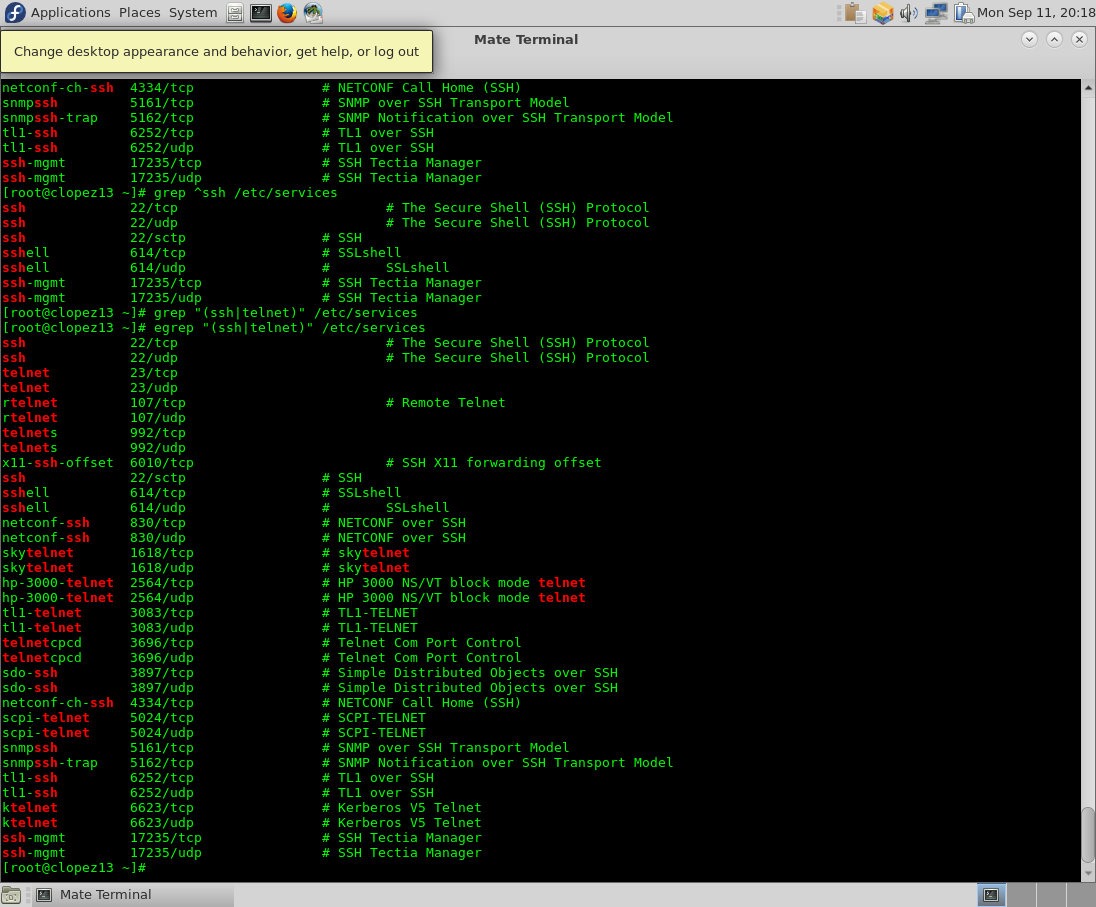 Applications Places System Mon Sep 11, 20:18
Mate Terminal
Change desktop appearance and behavior, get help, or log out
netconf-ch-ssh 4334/tcp # NETCONF Call Home (SSH)
snmpssh 5161/tcp # SNMP over SSH Transport Model
snmpssh-trap 5162/tcp # SNMP Notification over SSH Transport Model
tl1-ssh 6252/tcp # TL1 over SSH
tl1-ssh 6252/udp # TL1 over SSH
ssh-mgmt 17235/tcp # SSH Tectia Manager
ssh-mgmt 17235/udp # SSH Tectia Manager
[root@clopez13 ~]# grep ^ssh /etc/services
ssh 22/tcp # The Secure Shell (SSH) Protocol
ssh 22/udp # The Secure Shell (SSH) Protocol
ssh 22/sctp # SSH
sshell 614/tcp # SSLshell
sshell 614/udp # SSLshell
ssh-mgmt 17235/tcp # SSH Tectia Manager
ssh-mgmt 17235/udp # SSH Tectia Manager
[root@clopez13 ~]# grep "(ssh|telnet)" /etc/services
[root@clopez13 ~]# egrep "(ssh|telnet)" /etc/services
ssh 22/tcp # The Secure Shell (SSH) Protocol
ssh 22/udp # The Secure Shell (SSH) Protocol
telnet 23/tcp
telnet 23/udp
rtelnet 107/tcp # Remote Telnet
rtelnet 107/udp
telnets 992/tcp
telnets 992/udp
x11-ssh-offset 6010/tcp # SSH X11 forwarding offset
ssh 22/sctp # SSH
sshell 614/tcp # SSLshell
sshell 614/udp # SSLshell
netconf-ssh 830/tcp # NETCONF over SSH
netconf-ssh 830/udp # NETCONF over SSH
skytelnet 1618/tcp # skytelnet
skytelnet 1618/udp # skytelnet
hp-3000-telnet 2564/tcp # HP 3000 NS/VT block mode telnet
hp-3000-telnet 2564/udp # HP 3000 NS/VT block mode telnet
tl1-telnet 3083/tcp # TL1-TELNET
tl1-telnet 3083/udp # TL1-TELNET
telnetcpcd 3696/tcp # Telnet Com Port Control
telnetcpcd 3696/udp # Telnet Com Port Control
sdo-ssh 3897/tcp # Simple Distributed Objects over SSH
sdo-ssh 3897/udp # Simple Distributed Objects over SSH
netconf-ch-ssh 4334/tcp # NETCONF Call Home (SSH)
scpi-telnet 5024/tcp # SCPI-TELNET
scpi-telnet 5024/udp # SCPI-TELNET
snmpssh 5161/tcp # SNMP over SSH Transport Model
snmpssh-trap 5162/tcp # SNMP Notification over SSH Transport Model
tl1-ssh 6252/tcp # TL1 over SSH
tl1-ssh 6252/udp # TL1 over SSH
ktelnet 6623/tcp # Kerberos V5 Telnet
ktelnet 6623/udp # Kerberos V5 Telnet
ssh-mgmt 17235/tcp # SSH Tectia Manager
ssh-mgmt 17235/udp # SSH Tectia Manager
[root@clopez13 ~]#
Mate Terminal